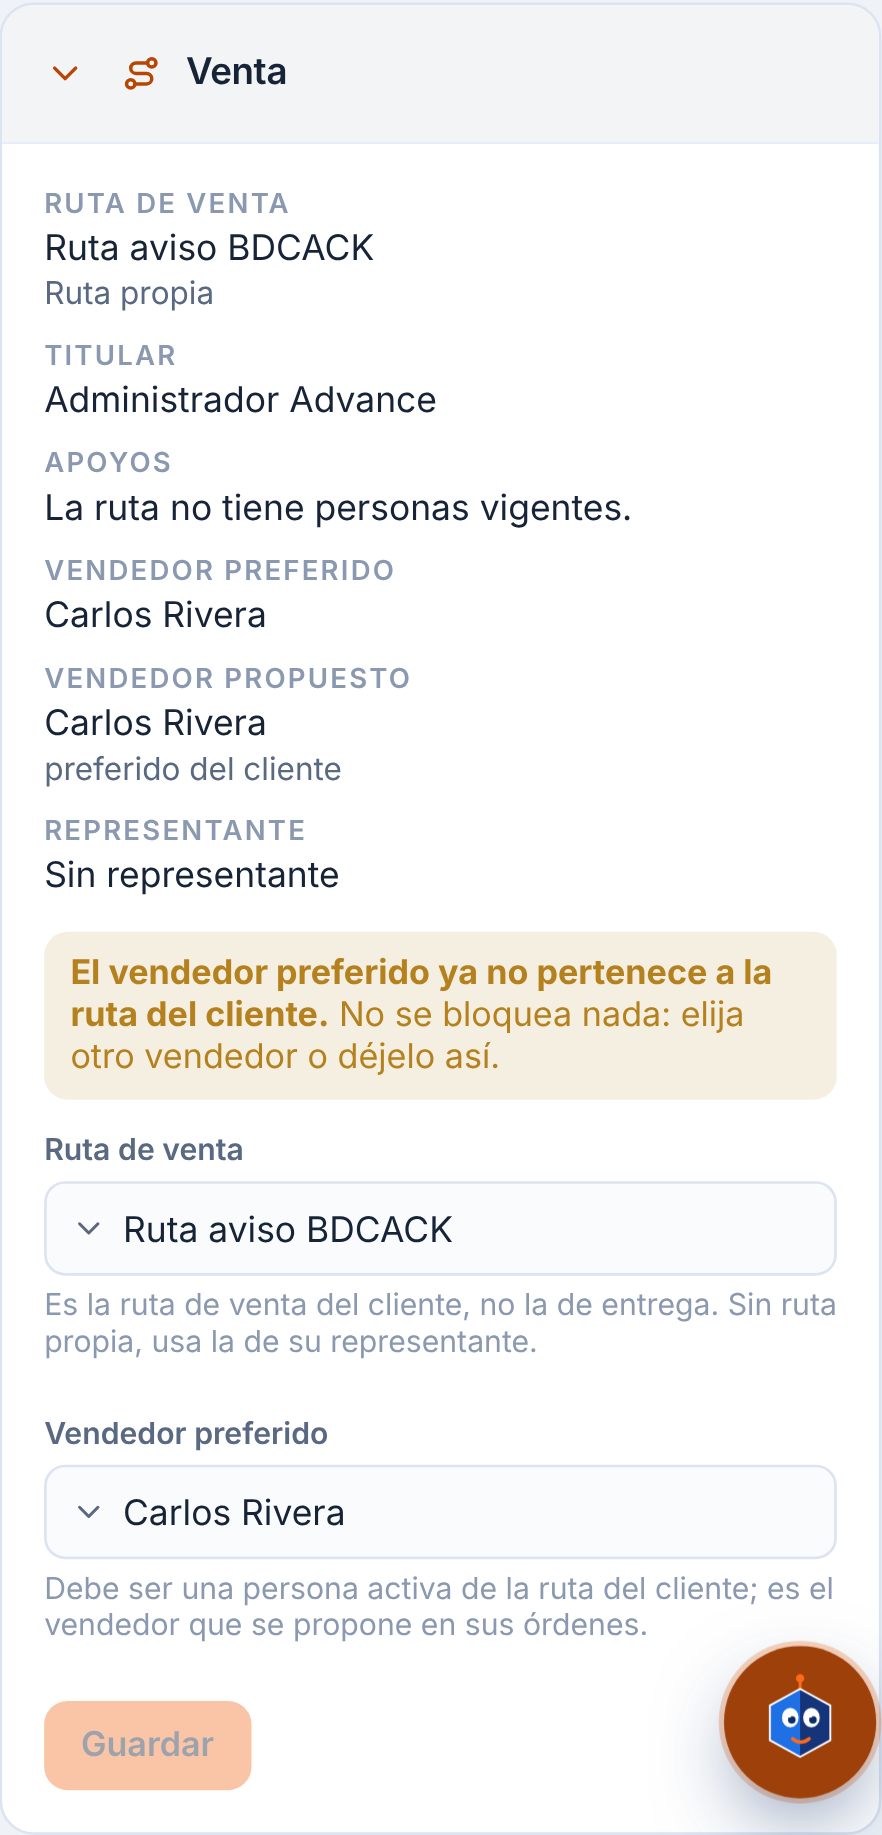 Venta
RUTA DE VENTA
Ruta aviso BDCACK
Ruta propia
TITULAR
Administrador Advance
APOYOS
La ruta no tiene personas vigentes.
VENDEDOR PREFERIDO
Carlos Rivera
VENDEDOR PROPUESTO
Carlos Rivera
preferido del cliente
REPRESENTANTE
Sin representante
El vendedor preferido ya no pertenece a la
ruta del cliente. No se bloquea nada: elija
otro vendedor o déjelo así.
Ruta de venta
Ruta aviso BDCACK
Es la ruta de venta del cliente, no la de entrega. Sin ruta
propia, usa la de su representante.
Vendedor preferido
Carlos Rivera
Debe ser una persona activa de la ruta del cliente; es el
vendedor que se propone en sus órdenes.
Guardar